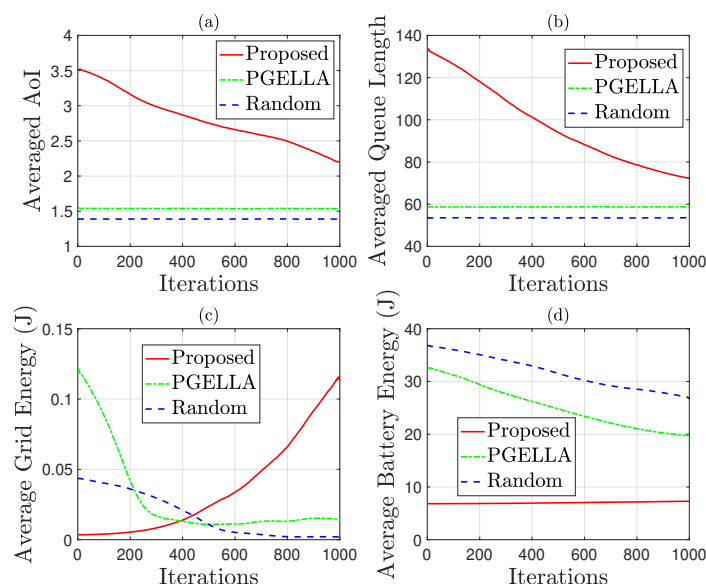 (a)
Averaged AoI
4
3.5
3
2.5
2
1.5
1
0 200 400 600 800 1000
Iterations
Proposed
PGELLA
Random
(b)
Averaged Queue Length
140
120
100
80
60
40
0 200 400 600 800 1000
Iterations
Proposed
PGELLA
Random
(c)
Average Grid Energy (J)
0.15
0.1
0.05
0
0 200 400 600 800 1000
Iterations
Proposed
PGELLA
Random
(d)
Average Battery Energy (J)
40
30
20
10
0
0 200 400 600 800 1000
Iterations
Proposed
PGELLA
Random